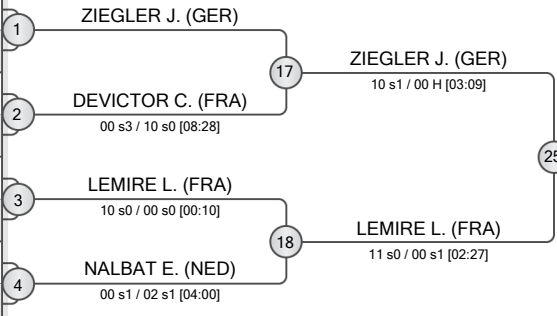 1
ZIEGLER J. (GER)
17
ZIEGLER J. (GER)
10 s1 / 00 H [03:09]
2
DEVICTOR C. (FRA)
00 s3 / 10 s0 [08:28]
25
3
LEMIRE L. (FRA)
10 s0 / 00 s0 [00:10]
18
LEMIRE L. (FRA)
11 s0 / 00 s1 [02:27]
4
NALBAT E. (NED)
00 s1 / 02 s1 [04:00]